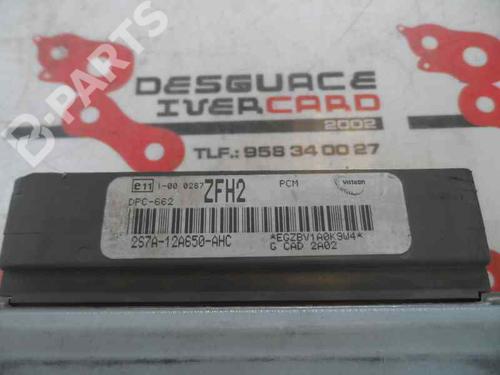 DESGUACE
IVERCARD
2002
TLF.: 958 34 00 27
B-PARTS
e11 1-00 0287 ZFH2 PCM Visteon
DPC-662
2S7A-12A650-AHC *EGZBV1A0K9W4*
G CAD 2A02